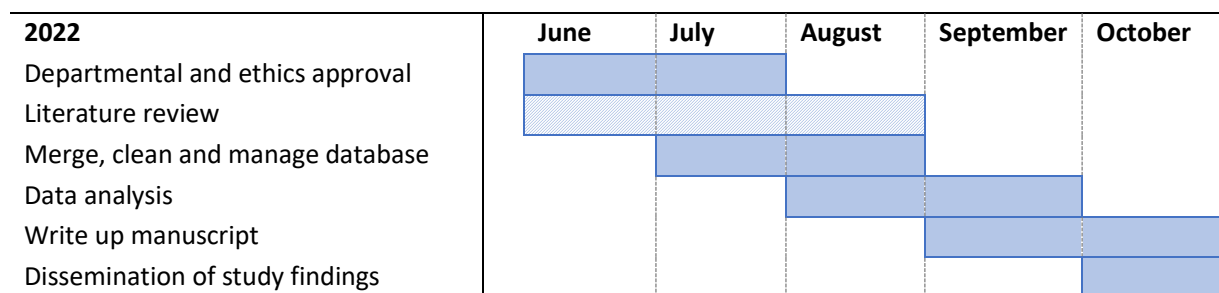 2022 June July August September October
Departmental and ethics approval
Literature review
Merge, clean and manage database
Data analysis
Write up manuscript
Dissemination of study findings